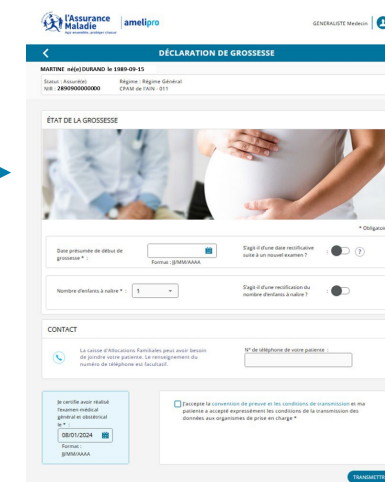 l'Assurance
Maladie
Agir ensemble, protéger chacun
amelipro
GENERALISTE Medecin
DÉCLARATION DE GROSSESSE
MARTINE né(e) DURAND le 1989-09-15
Statut : Assuré(e)
Régime : Régime Général
NIR : 2890900000000
CPAM de l'AIN - 011
ÉTAT DE LA GROSSESSE
* Obligatoi
Date présumée de début de
grossesse * :
Format : JJ/MM/AAAA
S'agit-il d'une date rectificative
suite à un nouvel examen ?
:
?
Nombre d'enfants à naître * :
1
S'agit-il d'une rectification du
nombre d'enfants à naître ?
:
CONTACT
La caisse d'Allocations Familiales peut avoir besoin
de joindre votre patiente. Le renseignement du
numéro de téléphone est facultatif.
N° de téléphone de votre patiente :
Je certifie avoir réalisé
l'examen médical
général et obstétrical
le * :
08/01/2024
Format :
JJ/MM/AAAA
J'accepte la convention de preuve et les conditions de transmission et ma
patiente a accepté expressément les conditions de la transmission des
données aux organismes de prise en charge *
TRANSMETTR